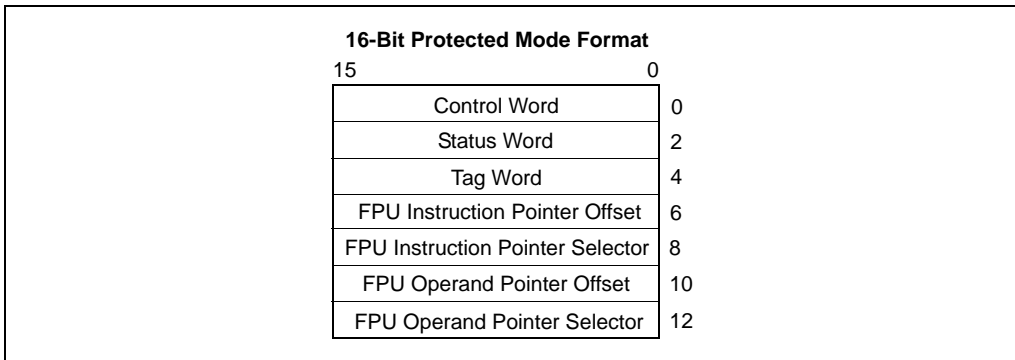 16-Bit Protected Mode Format
15 0
Control Word 0
Status Word 2
Tag Word 4
FPU Instruction Pointer Offset 6
FPU Instruction Pointer Selector 8
FPU Operand Pointer Offset 10
FPU Operand Pointer Selector 12